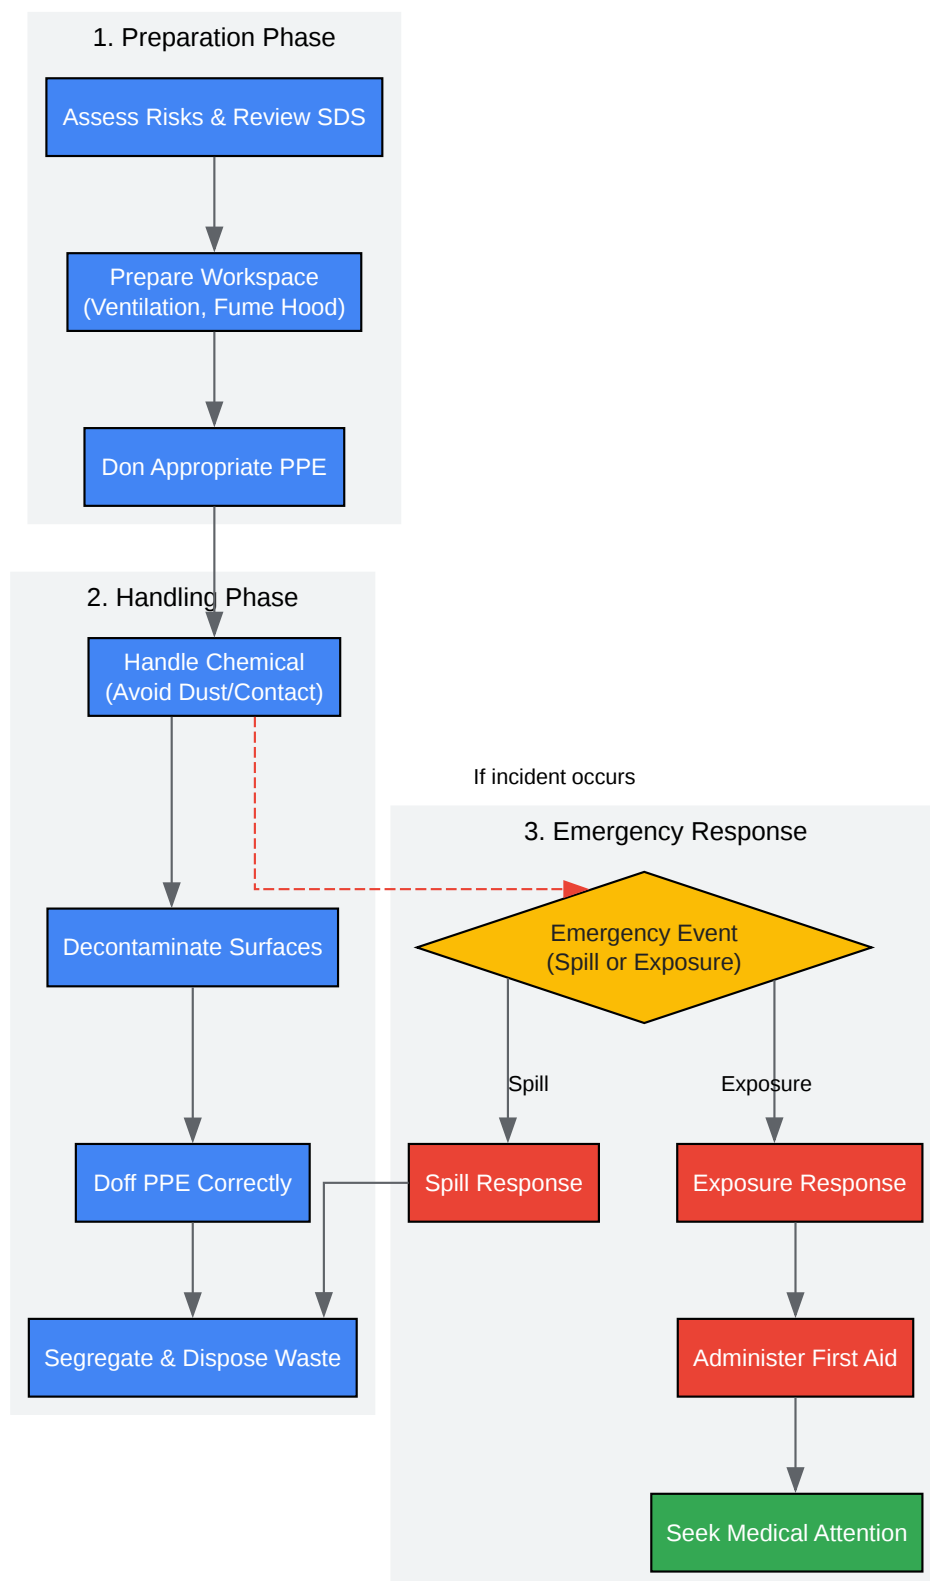 1. Preparation Phase
Assess Risks & Review SDS
Prepare Workspace
(Ventilation, Fume Hood)
Don Appropriate PPE
2. Handling Phase
Handle Chemical
(Avoid Dust/Contact)
If incident occurs
3. Emergency Response
Emergency Event
(Spill or Exposure)
Decontaminate Surfaces
Spill
Exposure
Doff PPE Correctly
Spill Response
Exposure Response
Segregate & Dispose Waste
Administer First Aid
Seek Medical Attention